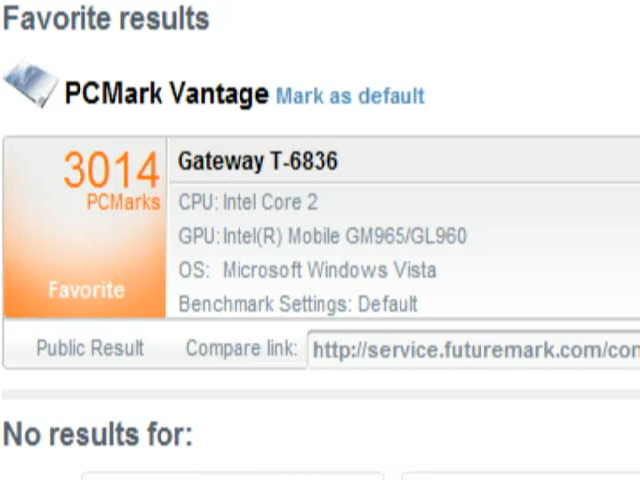 Favorite results
PCMark Vantage Mark as default
3014
PCMarks
Favorite
Gateway T-6836
CPU: Intel Core 2
GPU: Intel(R) Mobile GM965/GL960
OS: Microsoft Windows Vista
Benchmark Settings: Default
Public Result Compare link: http://service.futuremark.com/con
No results for: